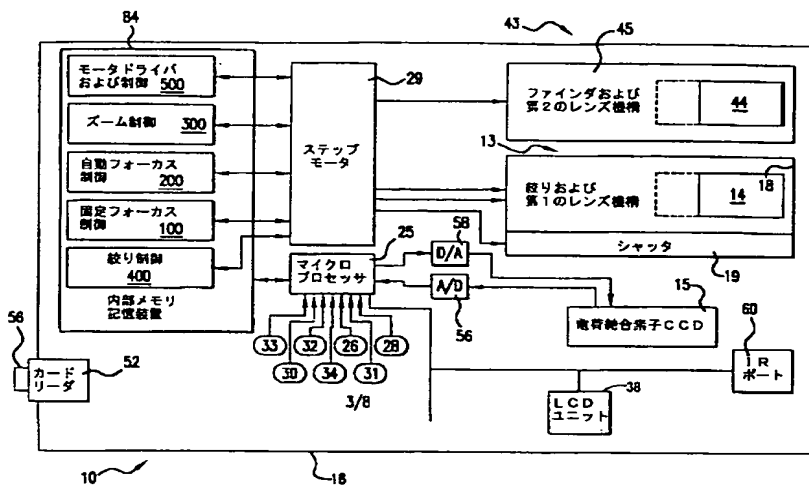 84
43
45
モータドライバ
および制御 500
29
ファインダおよび
第2のレンズ機構
44
ズーム制御 300
ステップ
モータ
13
18
自動フォーカス
制御 200
絞りおよび
第1のレンズ機構
14
固定フォーカス
制御 100
25
58
シャッタ
絞り制御
400
マイクロ
プロセッサ
D/A
19
内部メモリ
記憶装置
A/D
15
56
電荷結合素子CCD
60
33
32
26
28
56
カード
リーダ
52
30
34
31
IR
ポート
3/8
LCD
ユニット
38
10
18